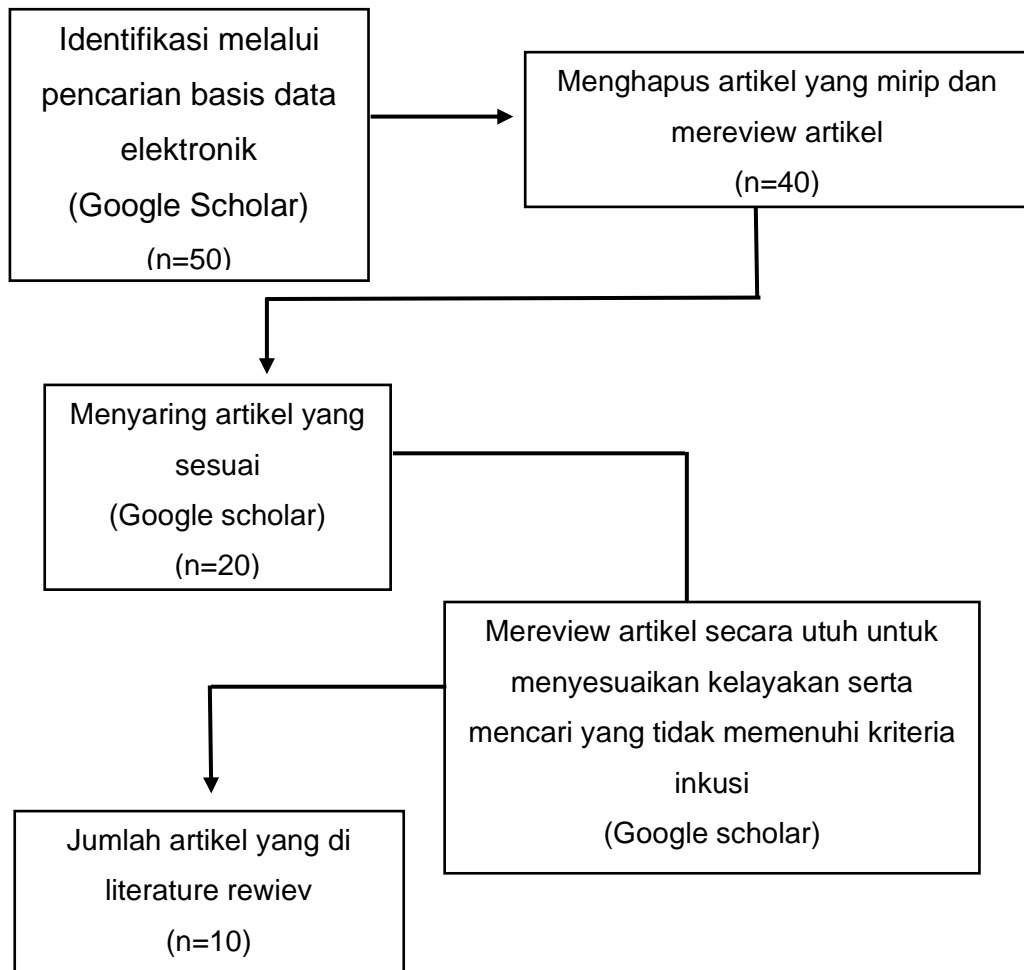 Identifikasi melalui
pencarian basis data
elektronik
(Google Scholar)
(n=50)
Menghapus artikel yang mirip dan
mereview artikel
(n=40)
Menyaring artikel yang
sesuai
(Google scholar)
(n=20)
Mereview artikel secara utuh untuk
menyesuaikan kelayakan serta
mencari yang tidak memenuhi kriteria
inkusi
(Google scholar)
Jumlah artikel yang di
literature rewiev
(n=10)